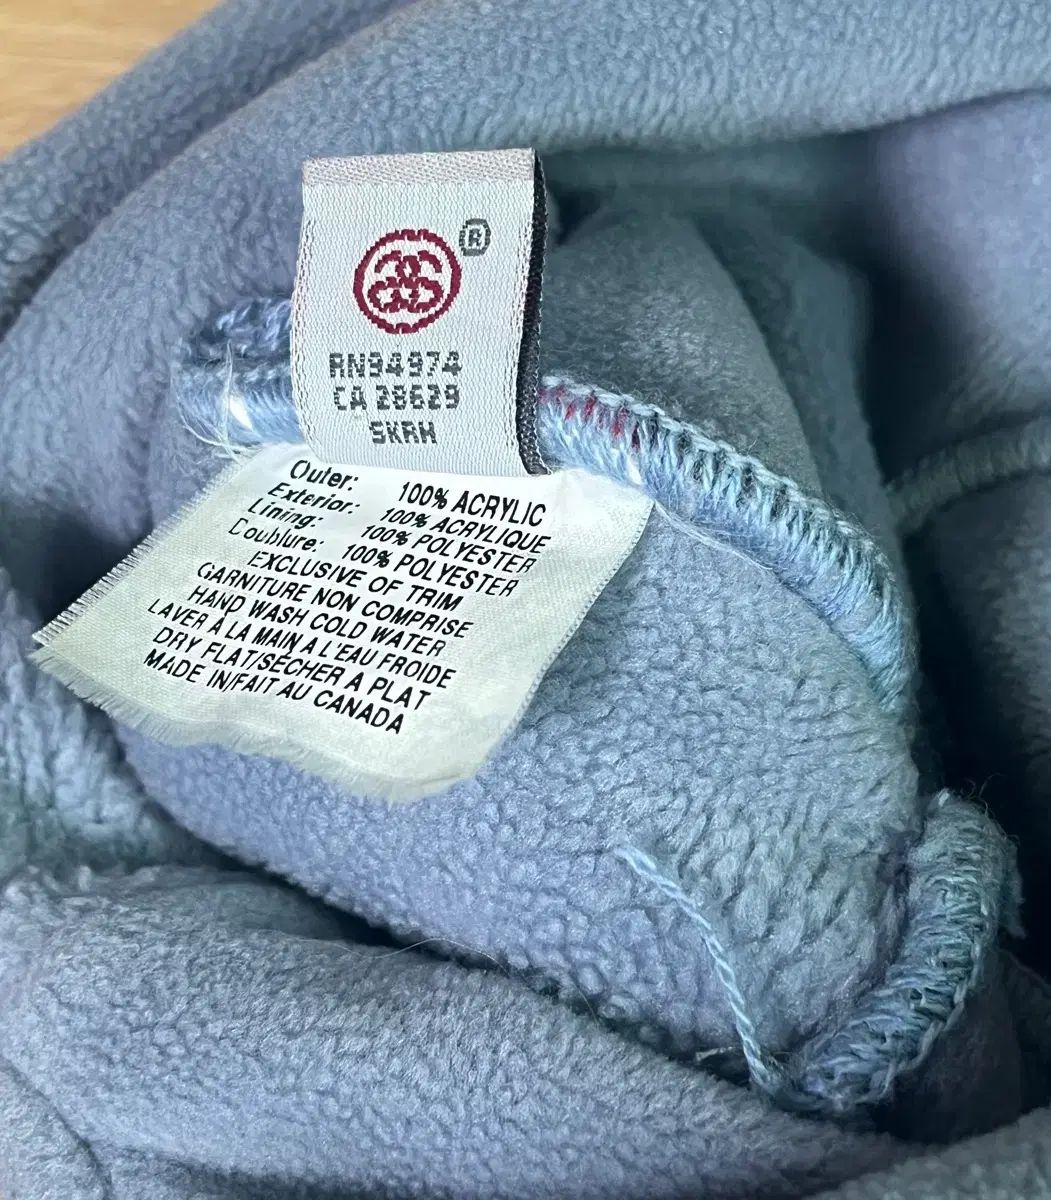 ®
RN94974
CA 28629
SKRH
Outer: 100% ACRYLIC
Exterior: 100% ACRYLIQUE
Lining: 100% POLYESTER
Doublure: 100% POLYESTER
EXCLUSIVE OF TRIM
GARNITURE NON COMPRISE
HAND WASH COLD WATER
LAVER À LA MAIN A L'EAU FROIDE
DRY FLAT/SÉCHER A PLAT
MADE IN/FAIT AU CANADA